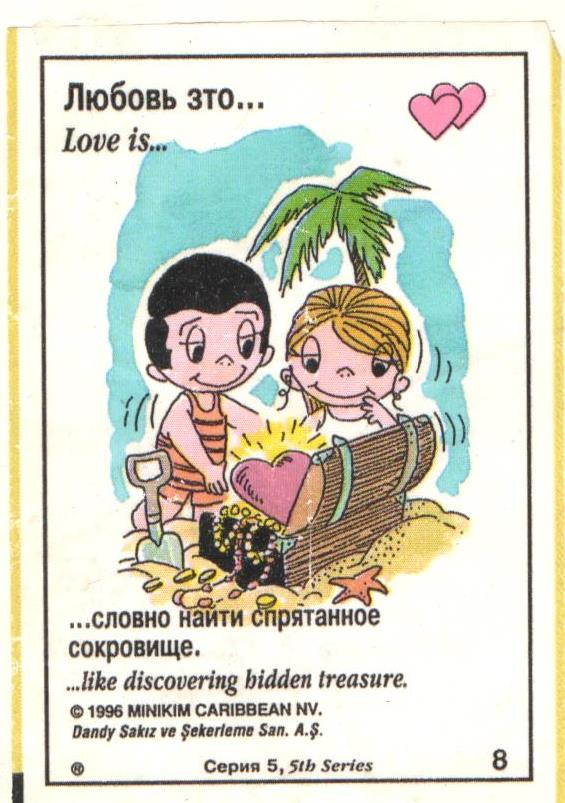 Любовь зто...
Love is...
...словно найти спрятанное
сокровище.
...like discovering hidden treasure.
© 1996 MINIKIM CARIBBEAN NV.
Dandy Sakız ve Şekerleme San. A.Ş.
® Серия 5, 5th Series 8